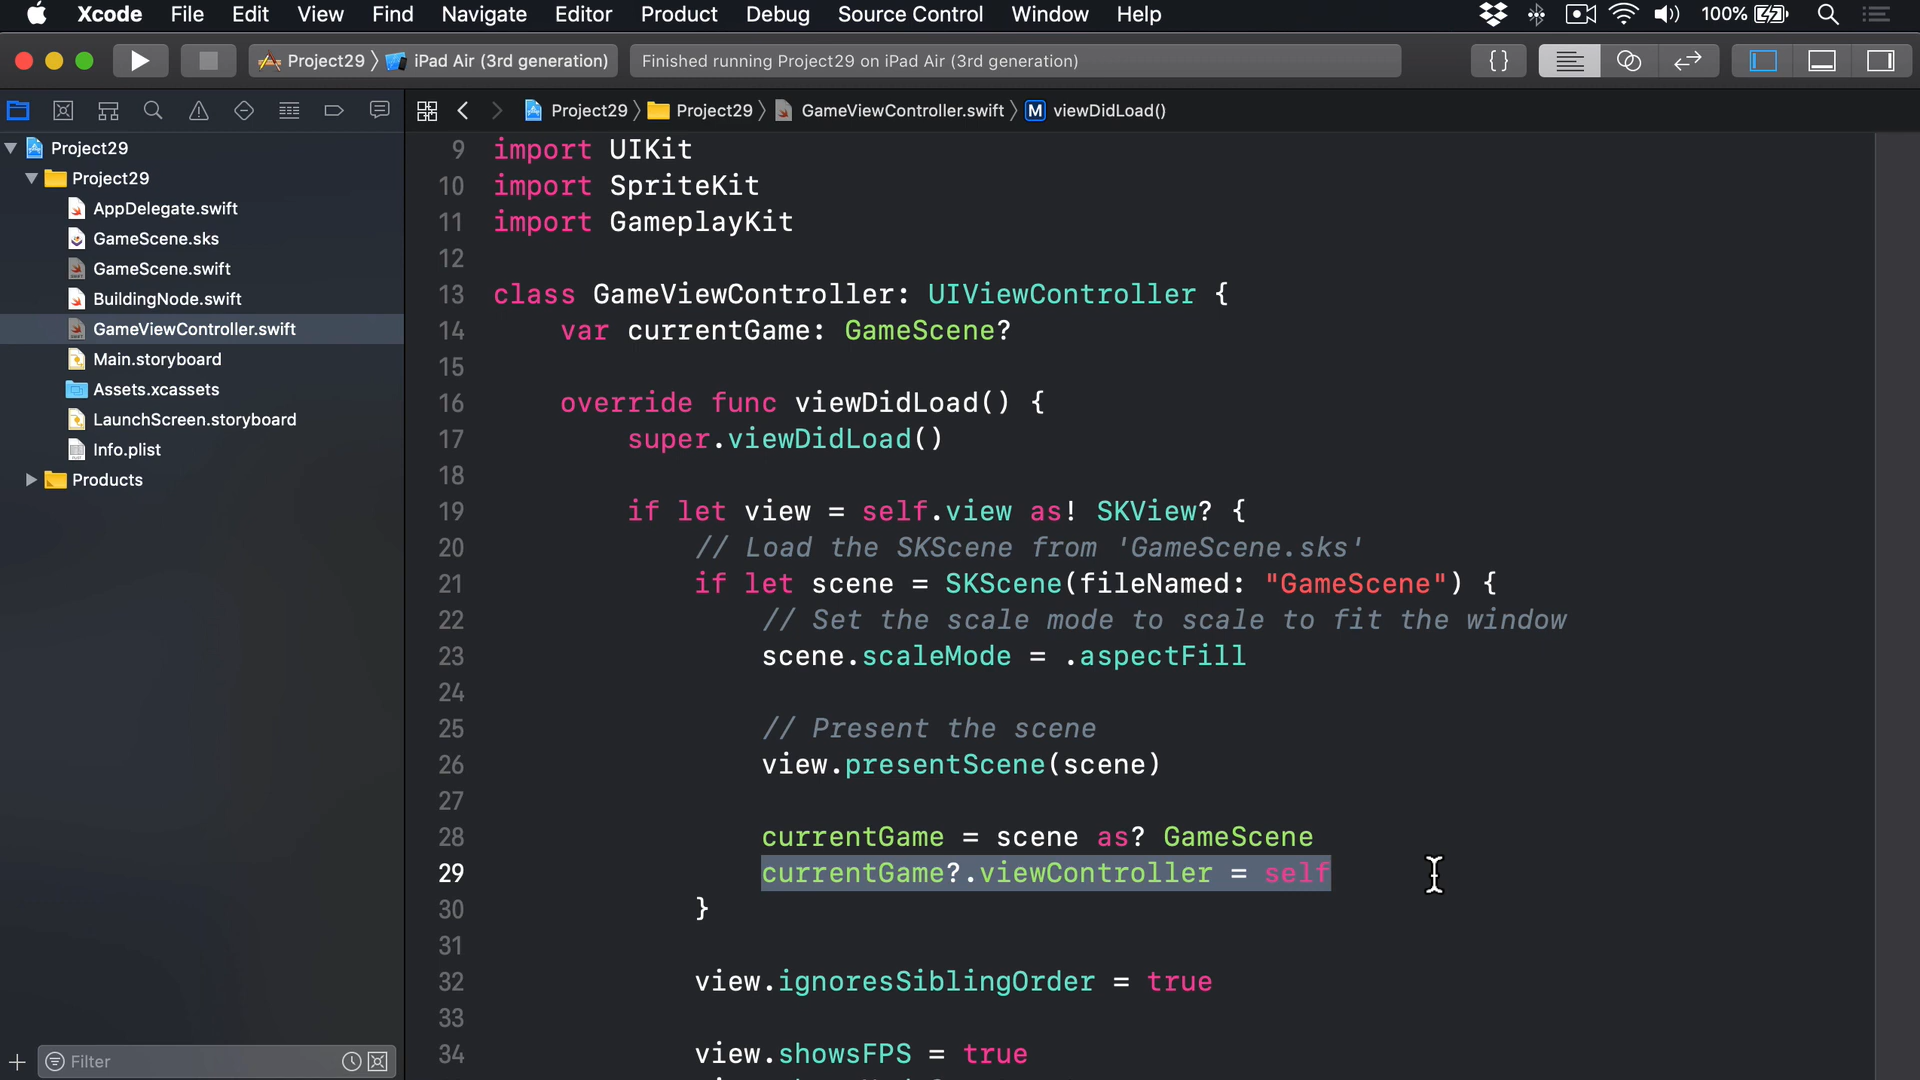 Xcode File Edit View Find Navigate Editor Product Debug Source Control Window Help 100%
Project29 iPad Air (3rd generation) Finished running Project29 on iPad Air (3rd generation) {}
Project29 Project29 GameViewController.swift M viewDidLoad()
Project29
Project29
AppDelegate.swift
GameScene.sks
GameScene.swift
BuildingNode.swift
GameViewController.swift
Main.storyboard
Assets.xcassets
LaunchScreen.storyboard
Info.plist
Products
Filter
9 import UIKit
10 import SpriteKit
11 import GameplayKit
12
13 class GameViewController: UIViewController {
14 var currentGame: GameScene?
15
16 override func viewDidLoad() {
17 super.viewDidLoad()
18
19 if let view = self.view as! SKView? {
20 // Load the SKScene from 'GameScene.sks'
21 if let scene = SKScene(fileNamed: "GameScene") {
22 // Set the scale mode to scale to fit the window
23 scene.scaleMode = .aspectFill
24
25 // Present the scene
26 view.presentScene(scene)
27
28 currentGame = scene as? GameScene
29 currentGame?.viewController = self
30 }
31
32 view.ignoresSiblingOrder = true
33
34 view.showsFPS = true